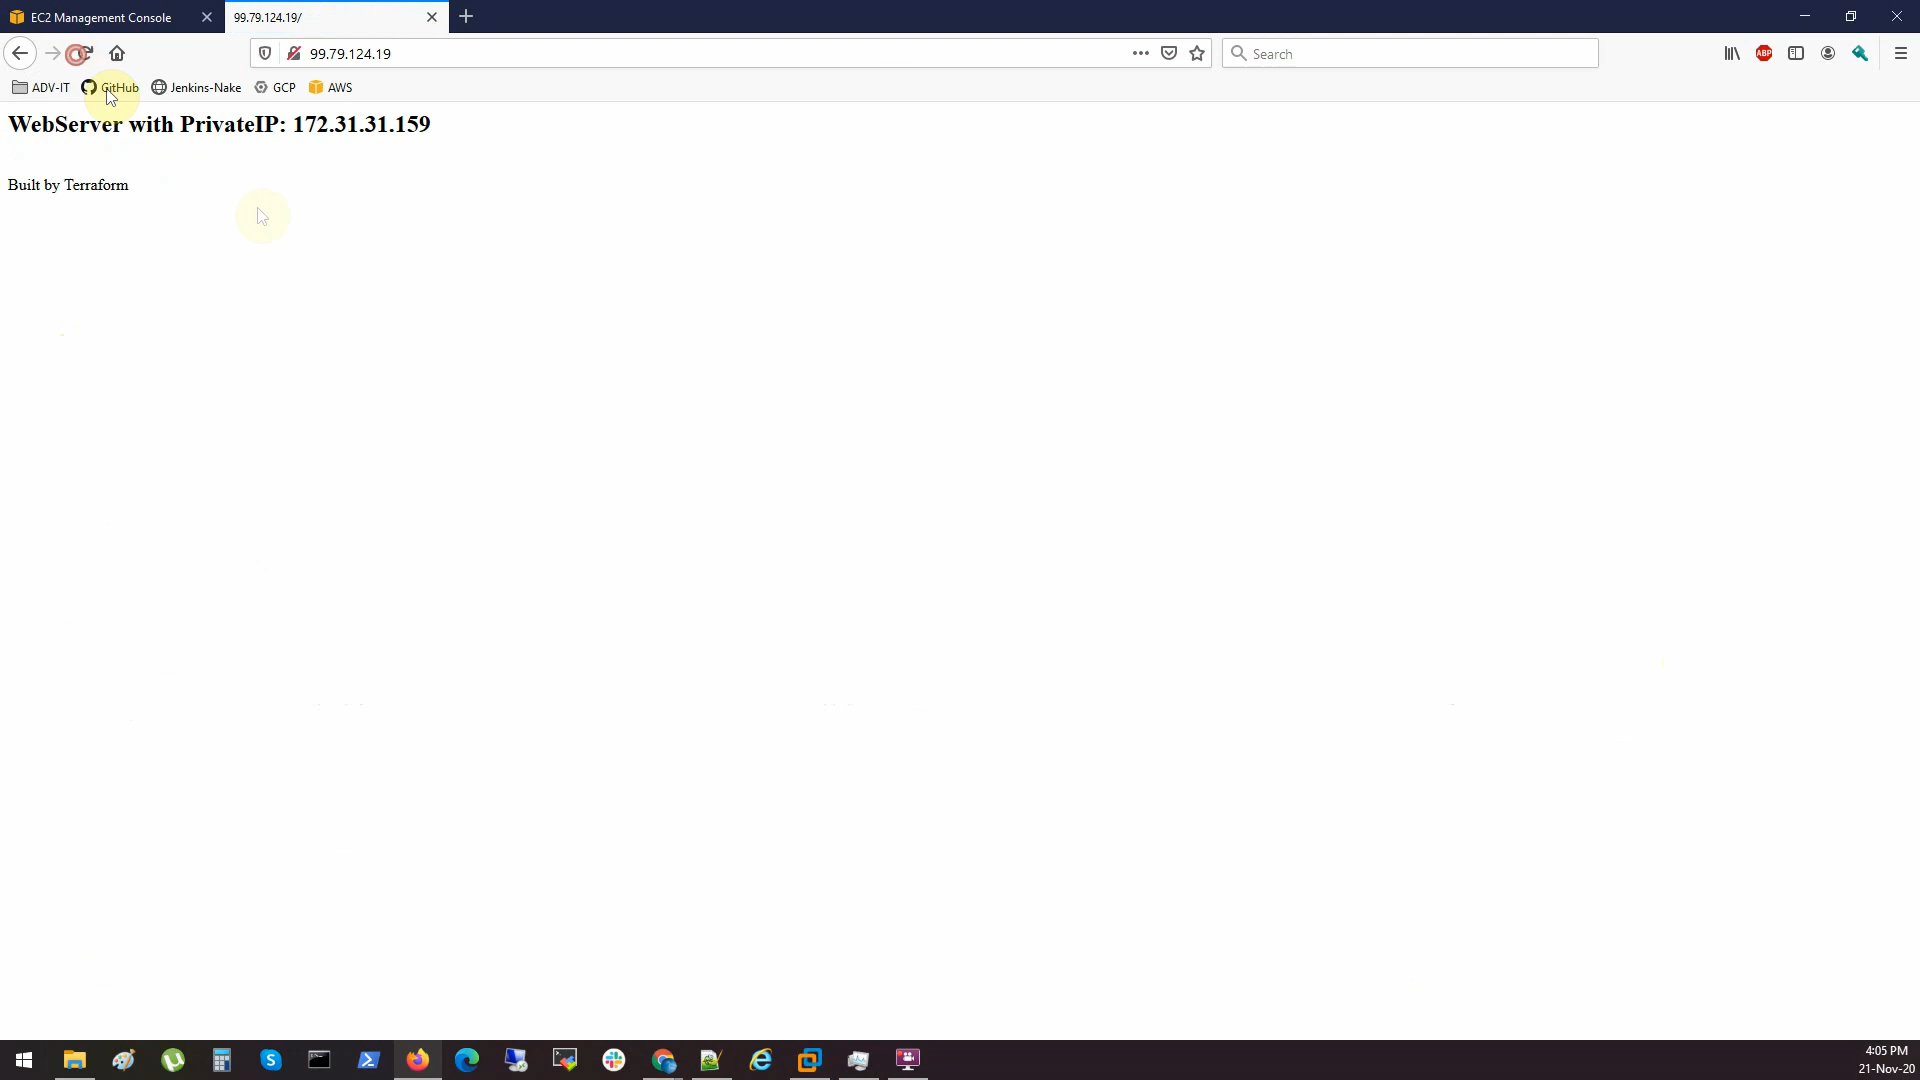 EC2 Management Console
99.79.124.19/
99.79.124.19
Search
ABP
ADV-IT
GitHub
Jenkins-Nake
GCP
AWS
WebServer with PrivateIP: 172.31.31.159
Built by Terraform
4:05 PM
21-Nov-20